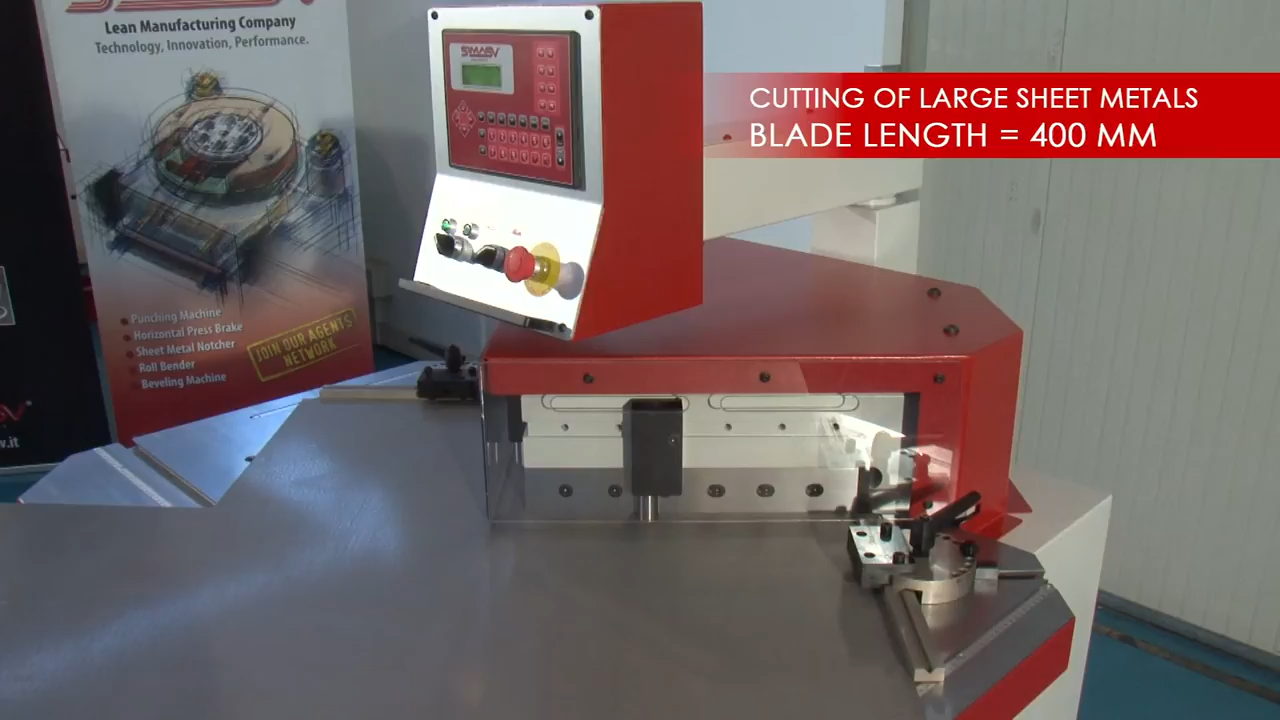 Lean Manufacturing Company
Technology, Innovation, Performance.
SIMASV
CUTTING OF LARGE SHEET METALS
BLADE LENGTH = 400 MM
Punching Machine
Horizontal Press Brake
Sheet Metal Notcher
Roll Bender
Beveling Machine
JOIN OUR AGENTS
NETWORK